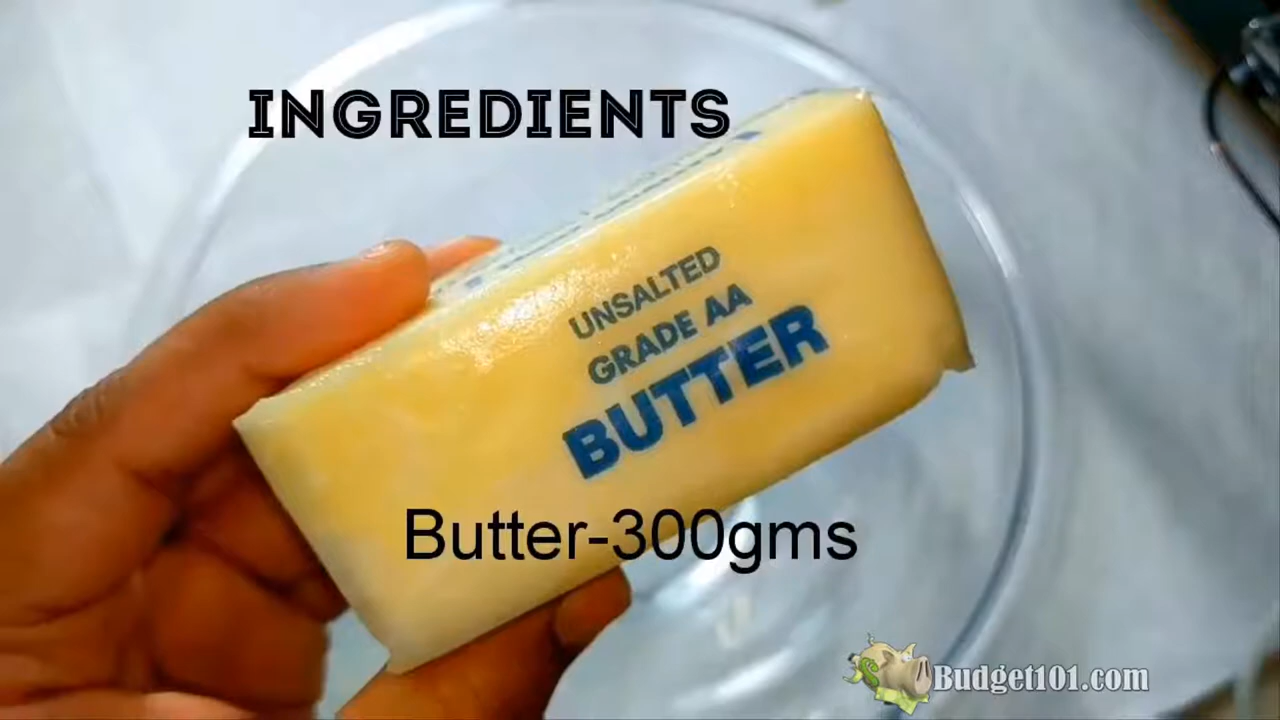 INGREDIENTS
UNSALTED
GRADE AA
BUTTER
Butter-300gms
Budget101.com